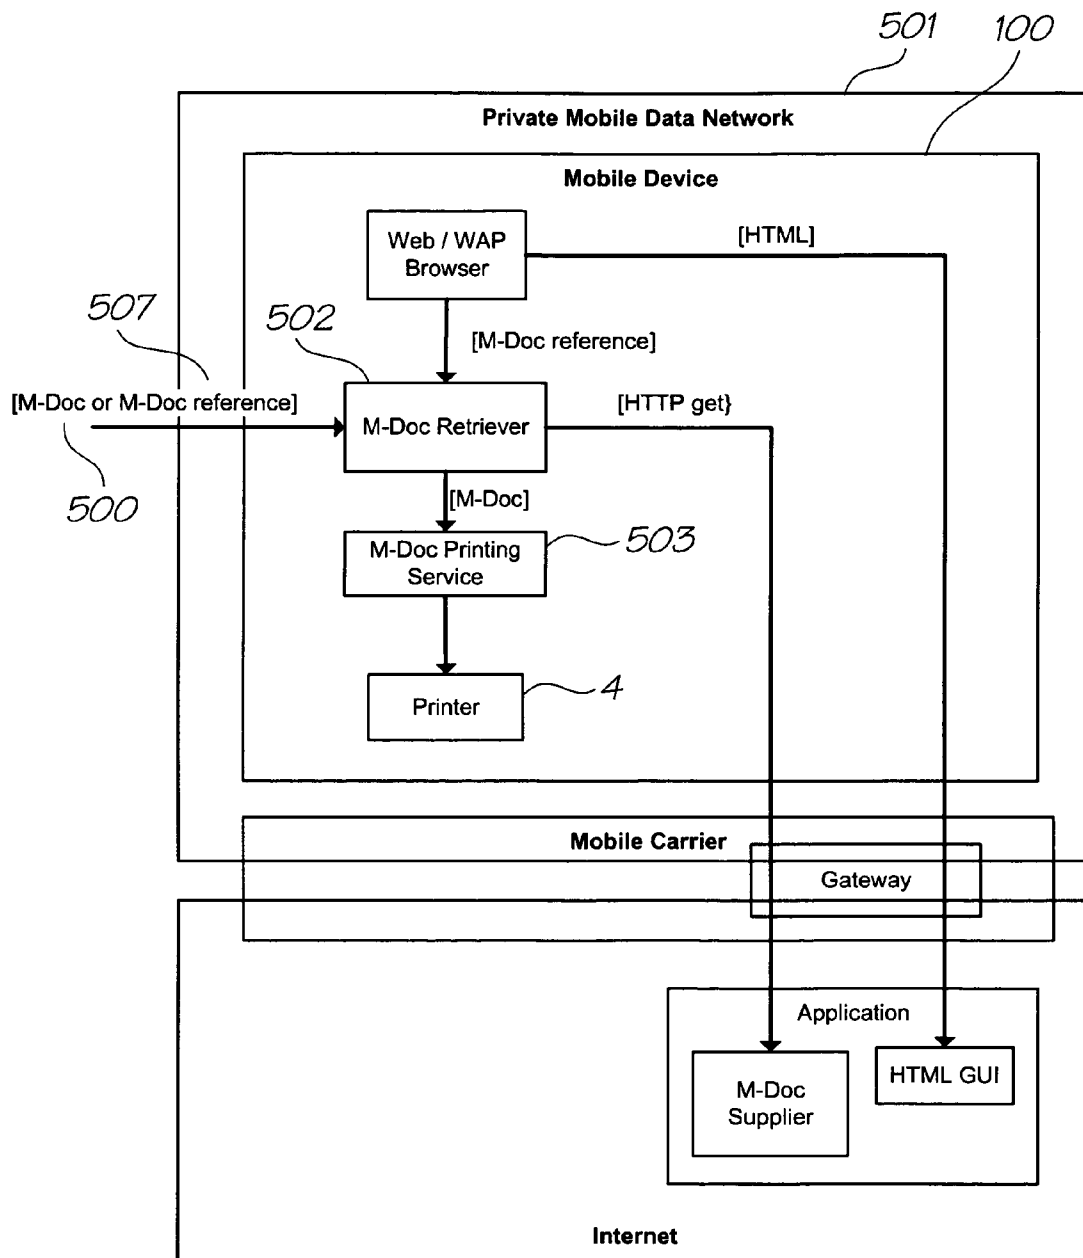 501
100
Private Mobile Data Network
Mobile Device
Web / WAP
Browser
[HTML]
507
502
[M-Doc reference]
[M-Doc or M-Doc reference]
M-Doc Retriever
[HTTP get}
500
[M-Doc]
503
M-Doc Printing
Service
4
Printer
Mobile Carrier
Gateway
Application
M-Doc
Supplier
HTML GUI
Internet